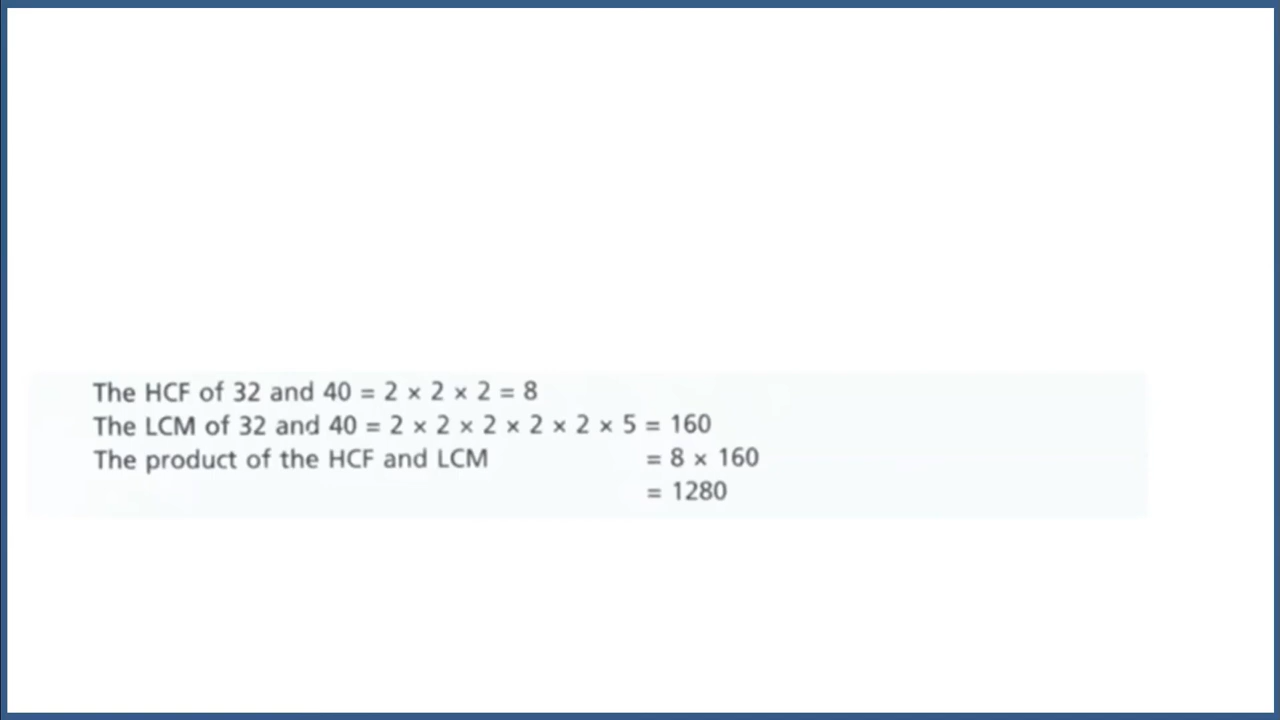 The HCF of 32 and 40 = 2 × 2 × 2 = 8
The LCM of 32 and 40 = 2 × 2 × 2 × 2 × 2 × 5 = 160
The product of the HCF and LCM = 8 × 160
= 1280